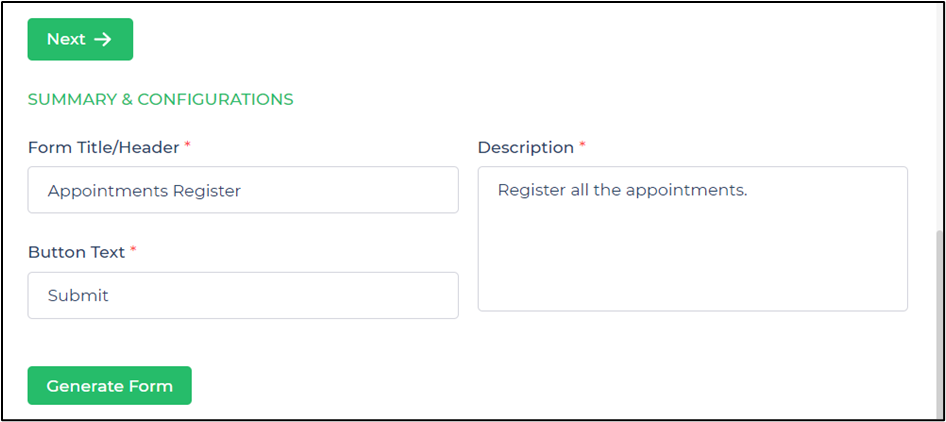 Next
SUMMARY & CONFIGURATIONS
Form Title/Header *
Appointments Register
Description *
Register all the appointments.
Button Text *
Submit
Generate Form